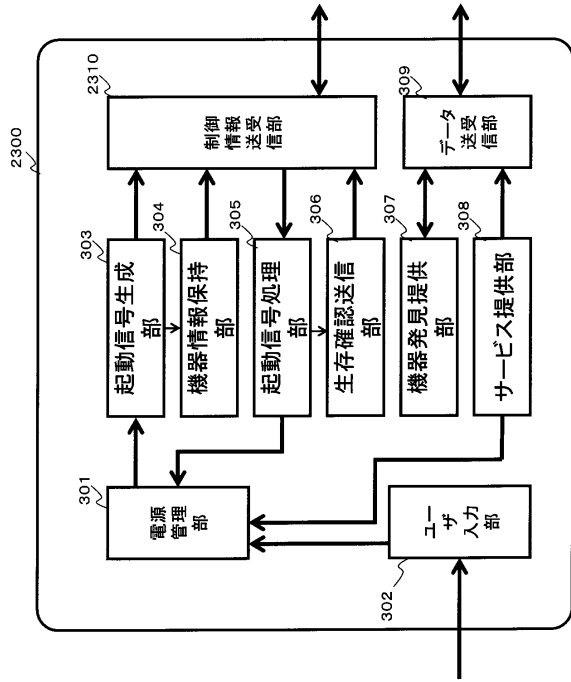 2300
301
電源
管理
部
302
ユー
ザ
入力
部
303
起動信号生成
部
304
機器情報保持
部
305
起動信号処理
部
306
生存確認送信
部
307
機器発見提供
部
308
サービス提供部
2310
制御
情報
送受
信部
309
データ
送受
信部